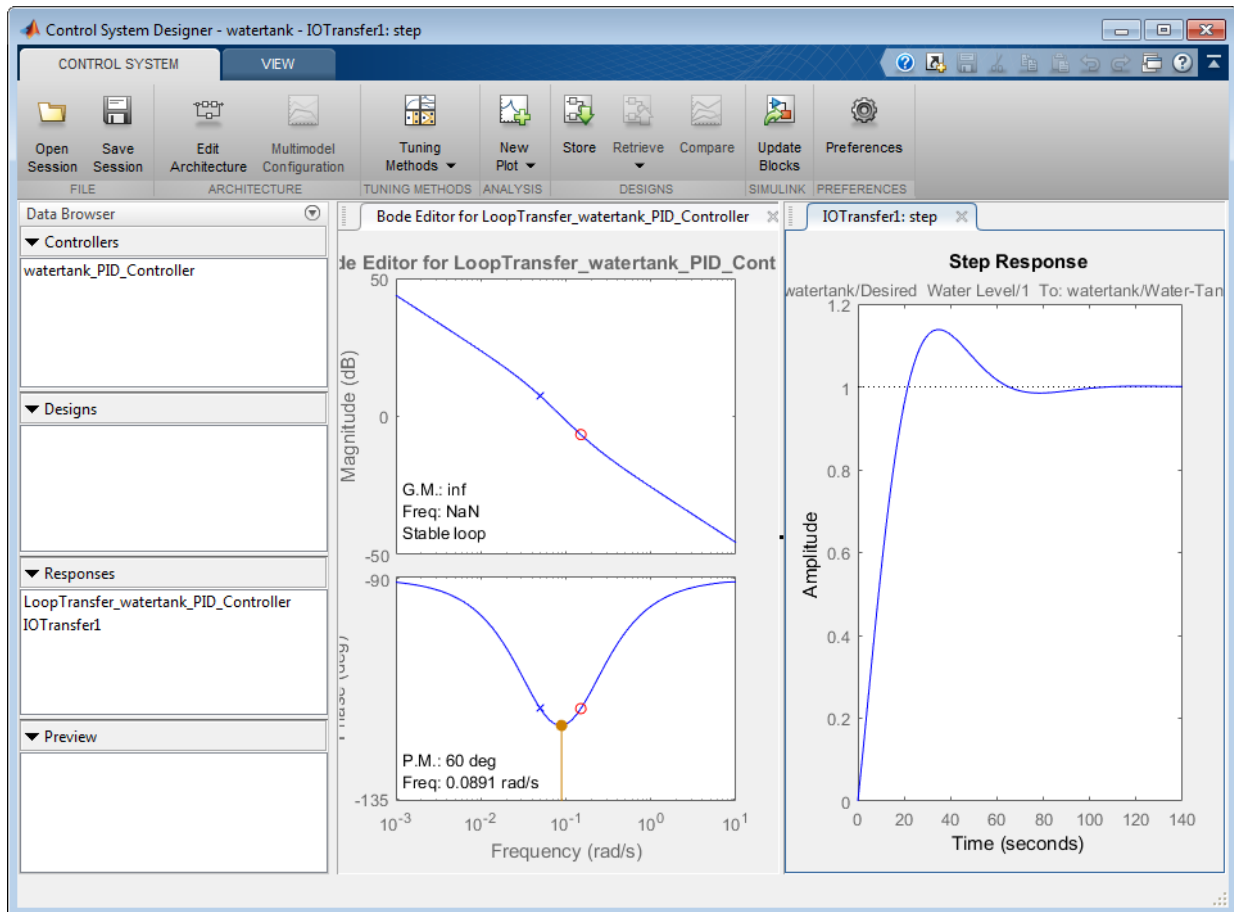 Control System Designer - watertank - IOTransfer1: step
CONTROL SYSTEM
VIEW
Open Session
Save Session
Edit Architecture
Multimodel Configuration
Tuning Methods
New Plot
Store
Retrieve
Compare
Update Blocks
Preferences
FILE
ARCHITECTURE
TUNING METHODS
ANALYSIS
DESIGNS
SIMULINK
PREFERENCES
Data Browser
Controllers
watertank_PID_Controller
Designs
Responses
LoopTransfer_watertank_PID_Controller
IOTransfer1
Preview
Bode Editor for LoopTransfer_watertank_PID_Controller
de Editor for LoopTransfer_watertank_PID_Cont
50
0
-50
Magnitude (dB)
G.M.: inf
Freq: NaN
Stable loop
-90
-135
Phase (deg)
P.M.: 60 deg
Freq: 0.0891 rad/s
10^-3 10^-2 10^-1 10^0 10^1
Frequency (rad/s)
IOTransfer1: step
Step Response
watertank/Desired Water Level/1 To: watertank/Water-Tan
1.2
1
0.8
0.6
0.4
0.2
0
Amplitude
0 20 40 60 80 100 120 140
Time (seconds)